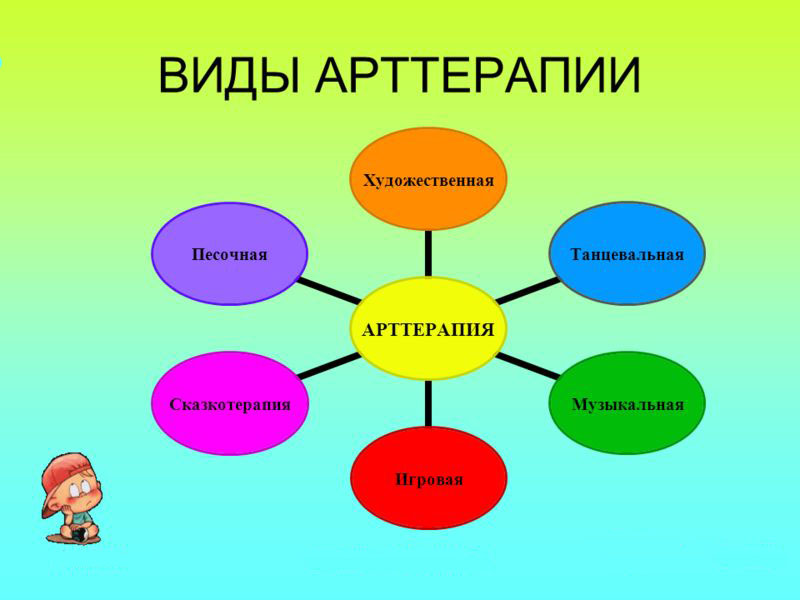 ВИДЫ АРТТЕРАПИИ
Художественная
Песочная
Танцевальная
АРТТЕРАПИЯ
Сказкотерапия
Музыкальная
Игровая